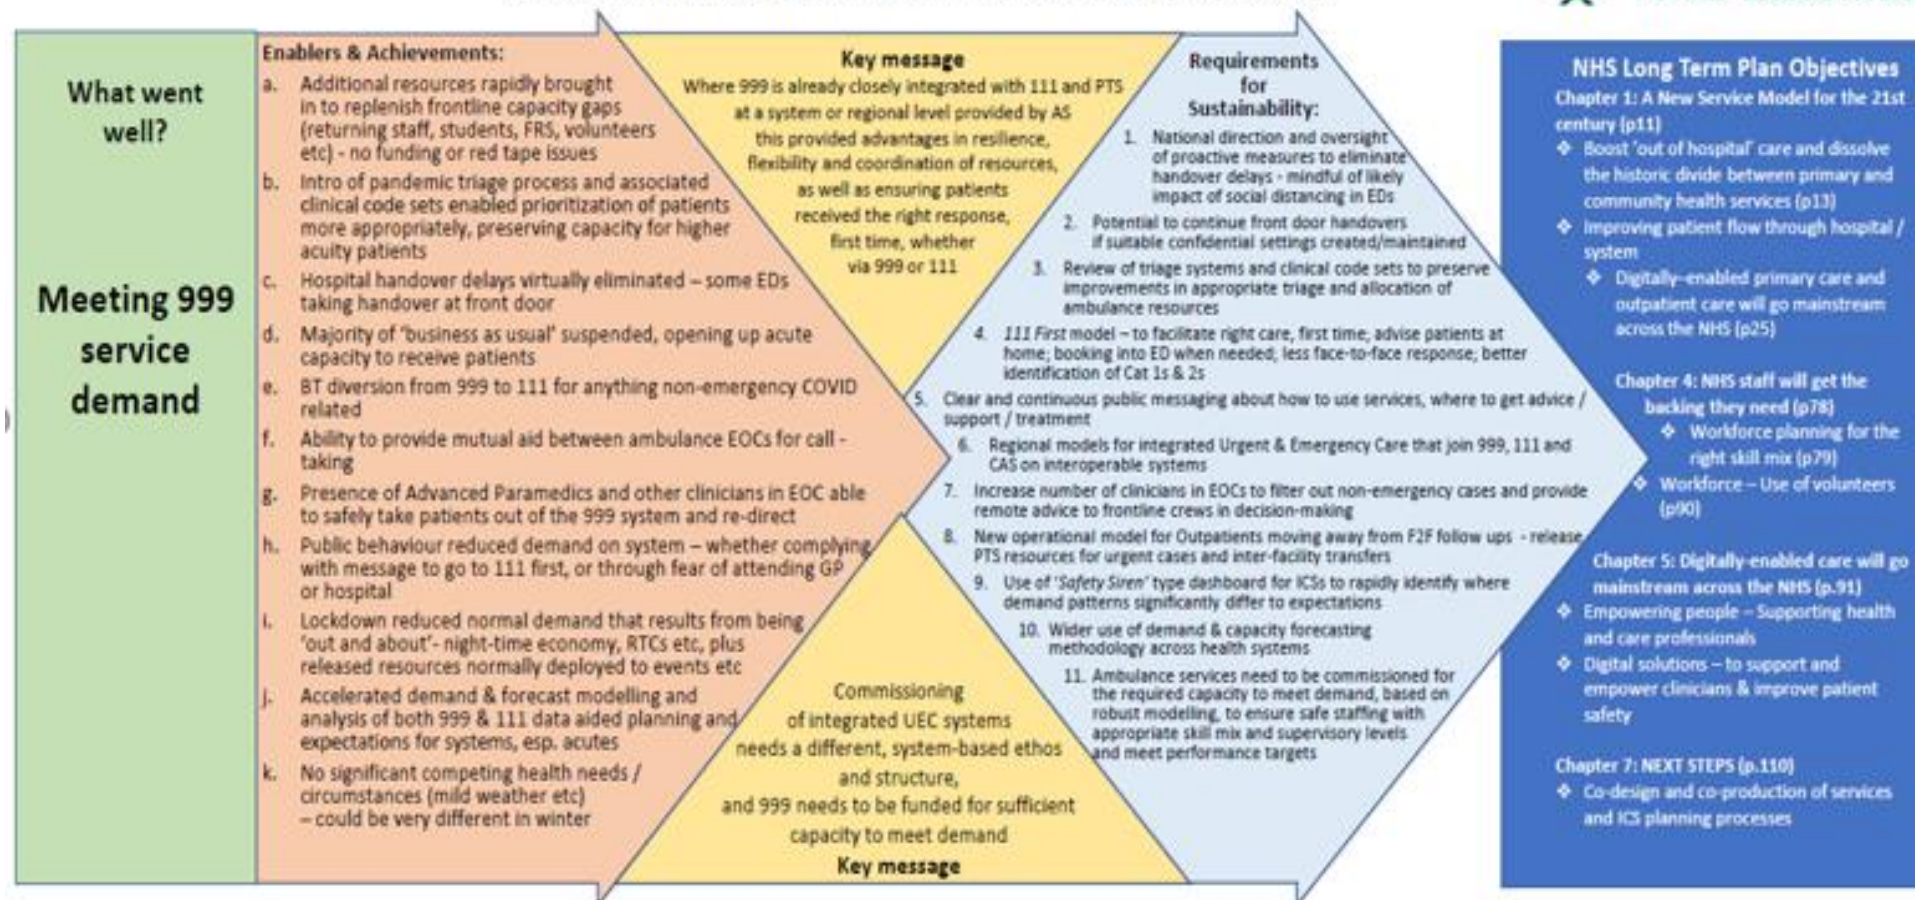 What went
well?
Meeting 999
service
demand
Enablers & Achievements:
a. Additional resources rapidly brought
in to replenish frontline capacity gaps
(returning staff, students, FRS, volunteers
etc) - no funding or red tape issues
b. Intro of pandemic triage process and associated
clinical code sets enabled prioritization of patients
more appropriately, preserving capacity for higher
acuity patients
c. Hospital handover delays virtually eliminated – some EDs
taking handover at front door
d. Majority of 'business as usual' suspended, opening up acute
capacity to receive patients
e. BT diversion from 999 to 111 for anything non-emergency COVID
related
f. Ability to provide mutual aid between ambulance EOCs for call -
taking
g. Presence of Advanced Paramedics and other clinicians in EOC able
to safely take patients out of the 999 system and re-direct
h. Public behaviour reduced demand on system – whether complying
with message to go to 111 first, or through fear of attending GP
or hospital
i. Lockdown reduced normal demand that results from being
'out and about'- night-time economy, RTCs etc, plus
released resources normally deployed to events etc
j. Accelerated demand & forecast modelling and
analysis of both 999 & 111 data aided planning and
expectations for systems, esp. acutes
k. No significant competing health needs /
circumstances (mild weather etc)
– could be very different in winter
Key message
Where 999 is already closely integrated with 111 and PTS
at a system or regional level provided by AS
this provided advantages in resilience,
flexibility and coordination of resources,
as well as ensuring patients
received the right response,
first time, whether
via 999 or 111
Commissioning
of integrated UEC systems
needs a different, system-based ethos
and structure,
and 999 needs to be funded for sufficient
capacity to meet demand
Key message
Requirements
for
Sustainability:
1. National direction and oversight
of proactive measures to eliminate
handover delays - mindful of likely
impact of social distancing in EDs
2. Potential to continue front door handovers
if suitable confidential settings created/maintained
3. Review of triage systems and clinical code sets to preserve
improvements in appropriate triage and allocation of
ambulance resources
4. 111 First model – to facilitate right care, first time; advise patients at
home; booking into ED when needed; less face-to-face response; better
identification of Cat 1s & 2s
5. Clear and continuous public messaging about how to use services, where to get advice /
support / treatment
6. Regional models for integrated Urgent & Emergency Care that join 999, 111 and
CAS on interoperable systems
7. Increase number of clinicians in EOCs to filter out non-emergency cases and provide
remote advice to frontline crews in decision-making
8. New operational model for Outpatients moving away from F2F follow ups - release
PTS resources for urgent cases and inter-facility transfers
9. Use of 'Safety Siren' type dashboard for ICSs to rapidly identify where
demand patterns significantly differ to expectations
10. Wider use of demand & capacity forecasting
methodology across health systems
11. Ambulance services need to be commissioned for
the required capacity to meet demand, based on
robust modelling, to ensure safe staffing with
appropriate skill mix and supervisory levels
and meet performance targets
NHS Long Term Plan Objectives
Chapter 1: A New Service Model for the 21st
century (p11)
❖ Boost 'out of hospital' care and dissolve
the historic divide between primary and
community health services (p13)
❖ Improving patient flow through hospital /
system
❖ Digitally-enabled primary care and
outpatient care will go mainstream
across the NHS (p25)
Chapter 4: NHS staff will get the
backing they need (p78)
❖ Workforce planning for the
right skill mix (p79)
❖ Workforce – Use of volunteers
(p90)
Chapter 5: Digitally-enabled care will go
mainstream across the NHS (p.91)
❖ Empowering people – Supporting health
and care professionals
❖ Digital solutions – to support and
empower clinicians & improve patient
safety
Chapter 7: NEXT STEPS (p.110)
❖ Co-design and co-production of services
and ICS planning processes